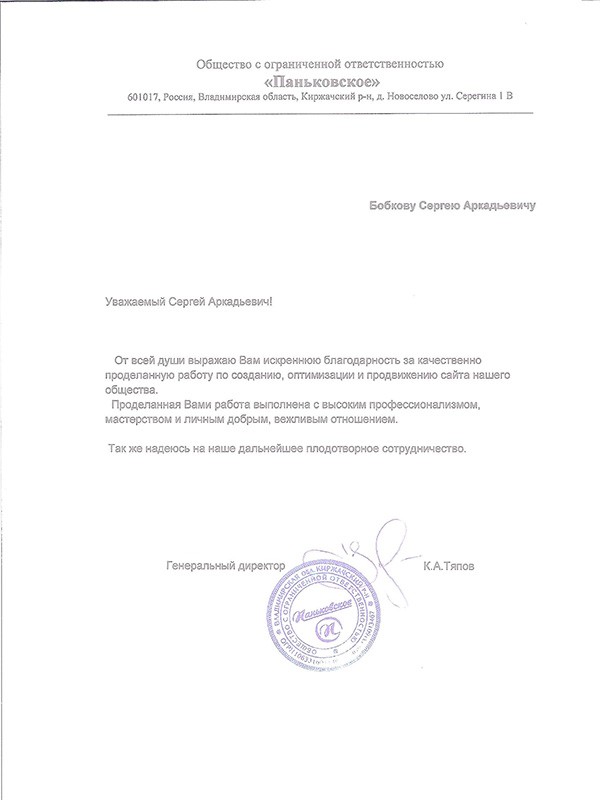 Общество с ограниченной ответственностью
«Паньковское»
601017, Россия, Владимирская область, Киржачский р-н, д. Новоселово ул. Серегина 1 В
Бобкову Сергею Аркадьевичу
Уважаемый Сергей Аркадьевич!
От всей души выражаю Вам искреннюю благодарность за качественно
проделанную работу по созданию, оптимизации и продвижению сайта нашего
общества.
Проделанная Вами работа выполнена с высоким профессионализмом,
мастерством и личным добрым, вежливым отношением.
Так же надеюсь на наше дальнейшее плодотворное сотрудничество.
Генеральный директор
К.А.Тяпов
ВЛАДИМИРСКАЯ ОБЛ. КИРЖАЧСКИЙ Р-Н
ОБЩЕСТВО С ОГРАНИЧЕННОЙ ОТВЕТСТВЕННОСТЬЮ
Паньковское